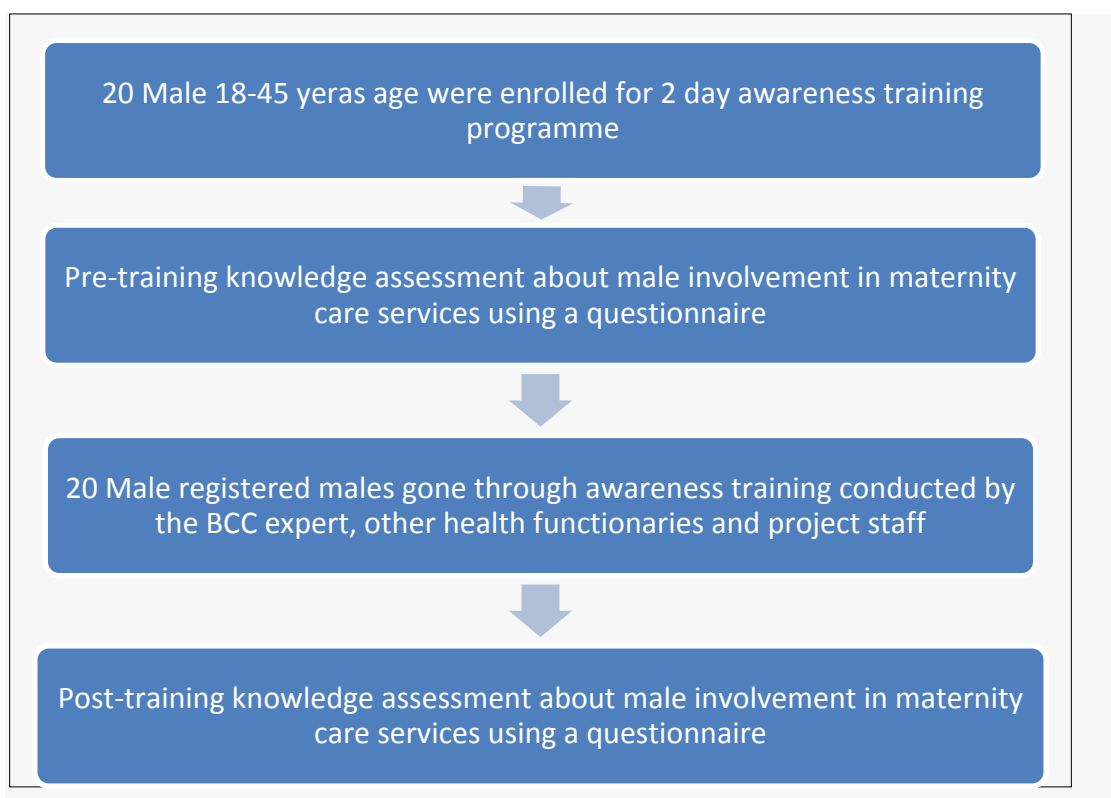 20 Male 18-45 yeras age were enrolled for 2 day awareness training
programme
Pre-training knowledge assessment about male involvement in maternity
care services using a questionnaire
20 Male registered males gone through awareness training conducted by
the BCC expert, other health functionaries and project staff
Post-training knowledge assessment about male involvement in maternity
care services using a questionnaire